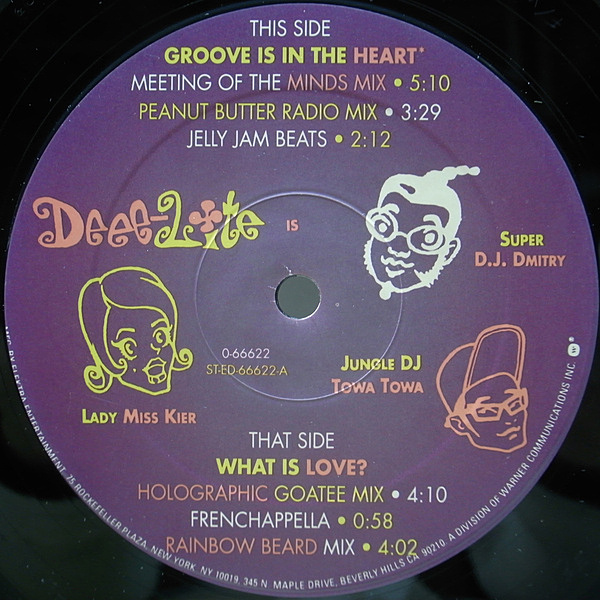 THIS SIDE
GROOVE IS IN THE HEART*
MEETING OF THE MINDS MIX • 5:10
PEANUT BUTTER RADIO MIX • 3:29
JELLY JAM BEATS • 2:12
Deee-Lite IS
SUPER
D.J. DMITRY
LADY MISS KIER
0-66622
ST-ED-66622-A
JUNGLE DJ
TOWA TOWA
THAT SIDE
WHAT IS LOVE?
HOLOGRAPHIC GOATEE MIX • 4:10
FRENCHAPPELLA • 0:58
RAINBOW BEARD MIX • 4:02
MFG. BY ELEKTRA ENTERTAINMENT, 75 ROCKEFELLER PLAZA, NEW YORK, NY 10019. 345 N. MAPLE DRIVE, BEVERLY HILLS CA 90210. A DIVISION OF WARNER COMMUNICATIONS INC.